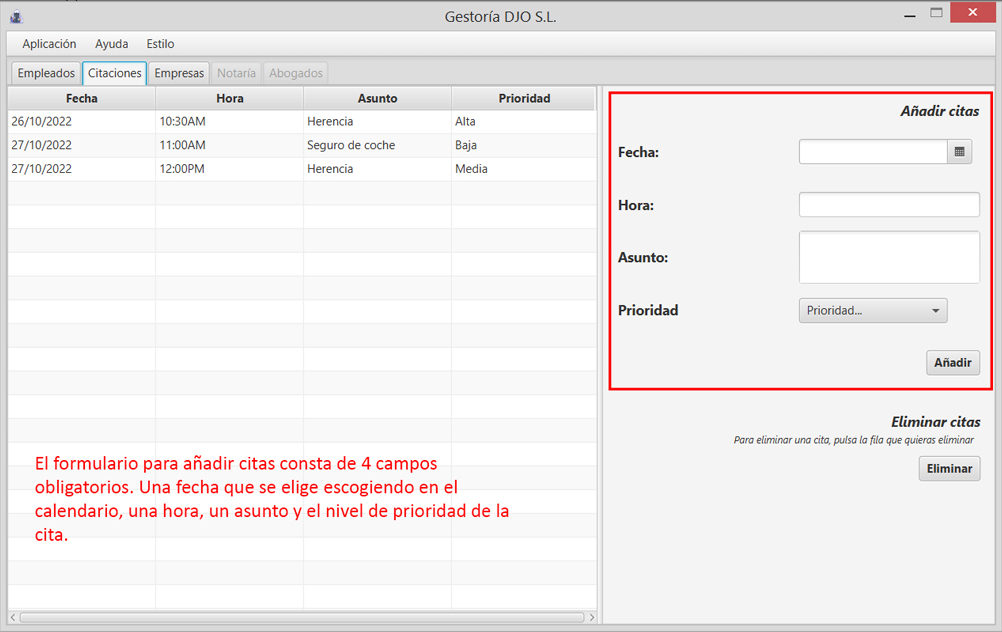 Gestoría DJO S.L.
Aplicación Ayuda Estilo
Empleados Citaciones Empresas Notaría Abogados
Fecha Hora Asunto Prioridad
26/10/2022 10:30AM Herencia Alta
27/10/2022 11:00AM Seguro de coche Baja
27/10/2022 12:00PM Herencia Media
Añadir citas
Fecha:
Hora:
Asunto:
Prioridad Prioridad...
Añadir
Eliminar citas
Para eliminar una cita, pulsa la fila que quieras eliminar
Eliminar
El formulario para añadir citas consta de 4 campos
obligatorios. Una fecha que se elige escogiendo en el
calendario, una hora, un asunto y el nivel de prioridad de la
cita.